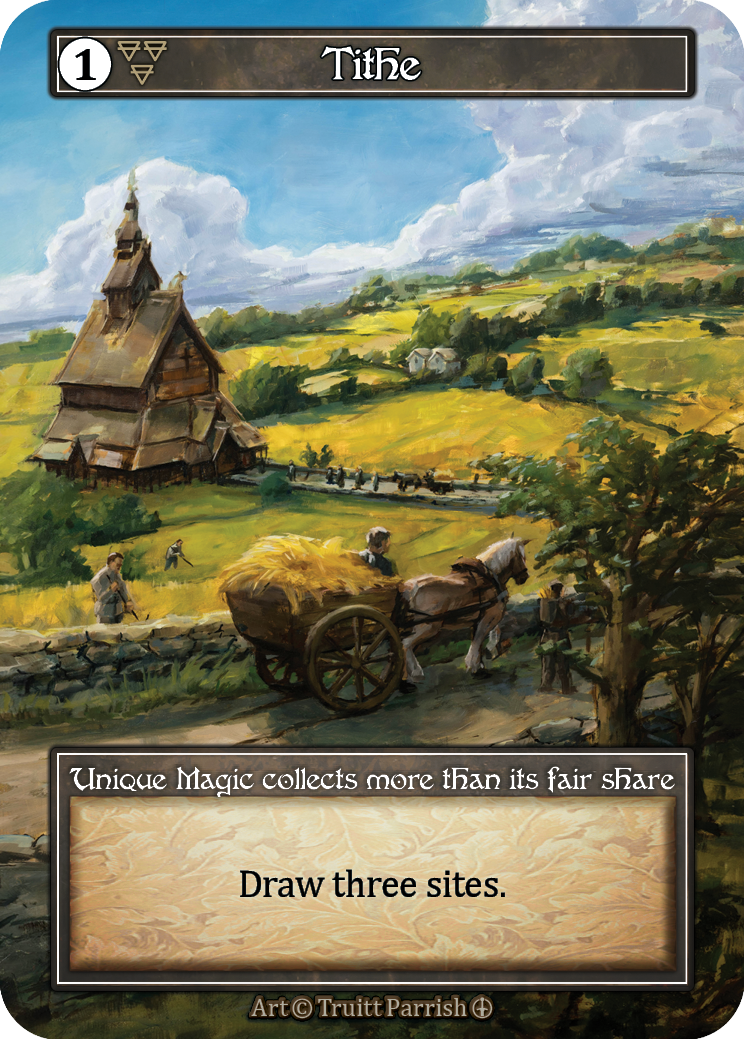 1
Tithe
Unique Magic collects more than its fair share
Draw three sites.
Art © Truitt Parrish